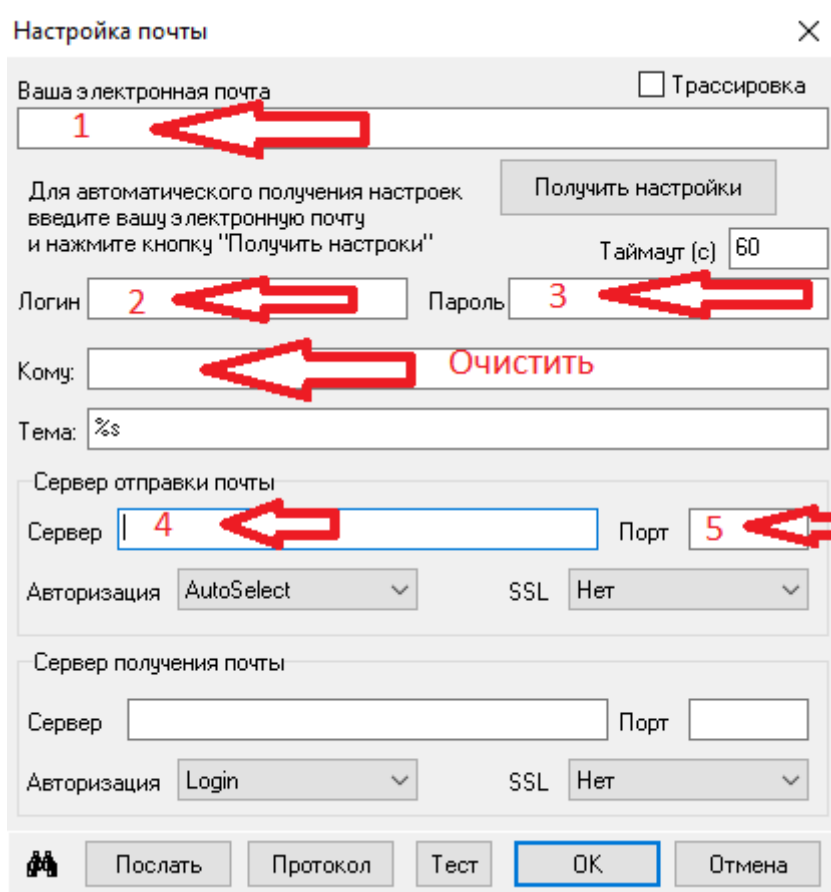 Настройка почты
Ваша электронная почта
Трассировка
1
Для автоматического получения настроек
введите вашу электронную почту
и нажмите кнопку "Получить настроки"
Получить настройки
Таймаут (с) 60
Логин 2 Пароль 3
Кому: Очистить
Тема: %s
Сервер отправки почты
Сервер 4 Порт 5
Авторизация AutoSelect SSL Нет
Сервер получения почты
Сервер Порт
Авторизация Login SSL Нет
Послать Протокол Тест OK Отмена